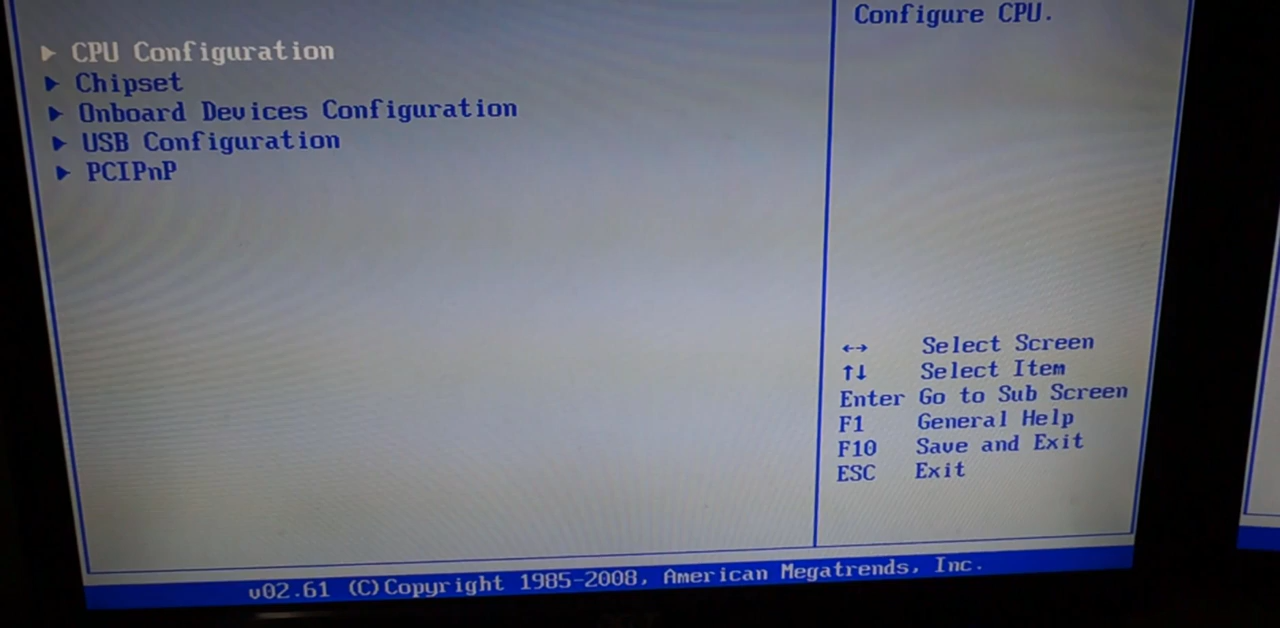 Configure CPU.
CPU Configuration
Chipset
Onboard Devices Configuration
USB Configuration
PCIPnP
←→ Select Screen
↑↓ Select Item
Enter Go to Sub Screen
F1 General Help
F10 Save and Exit
ESC Exit
v02.61 (C)Copyright 1985-2008, American Megatrends, Inc.